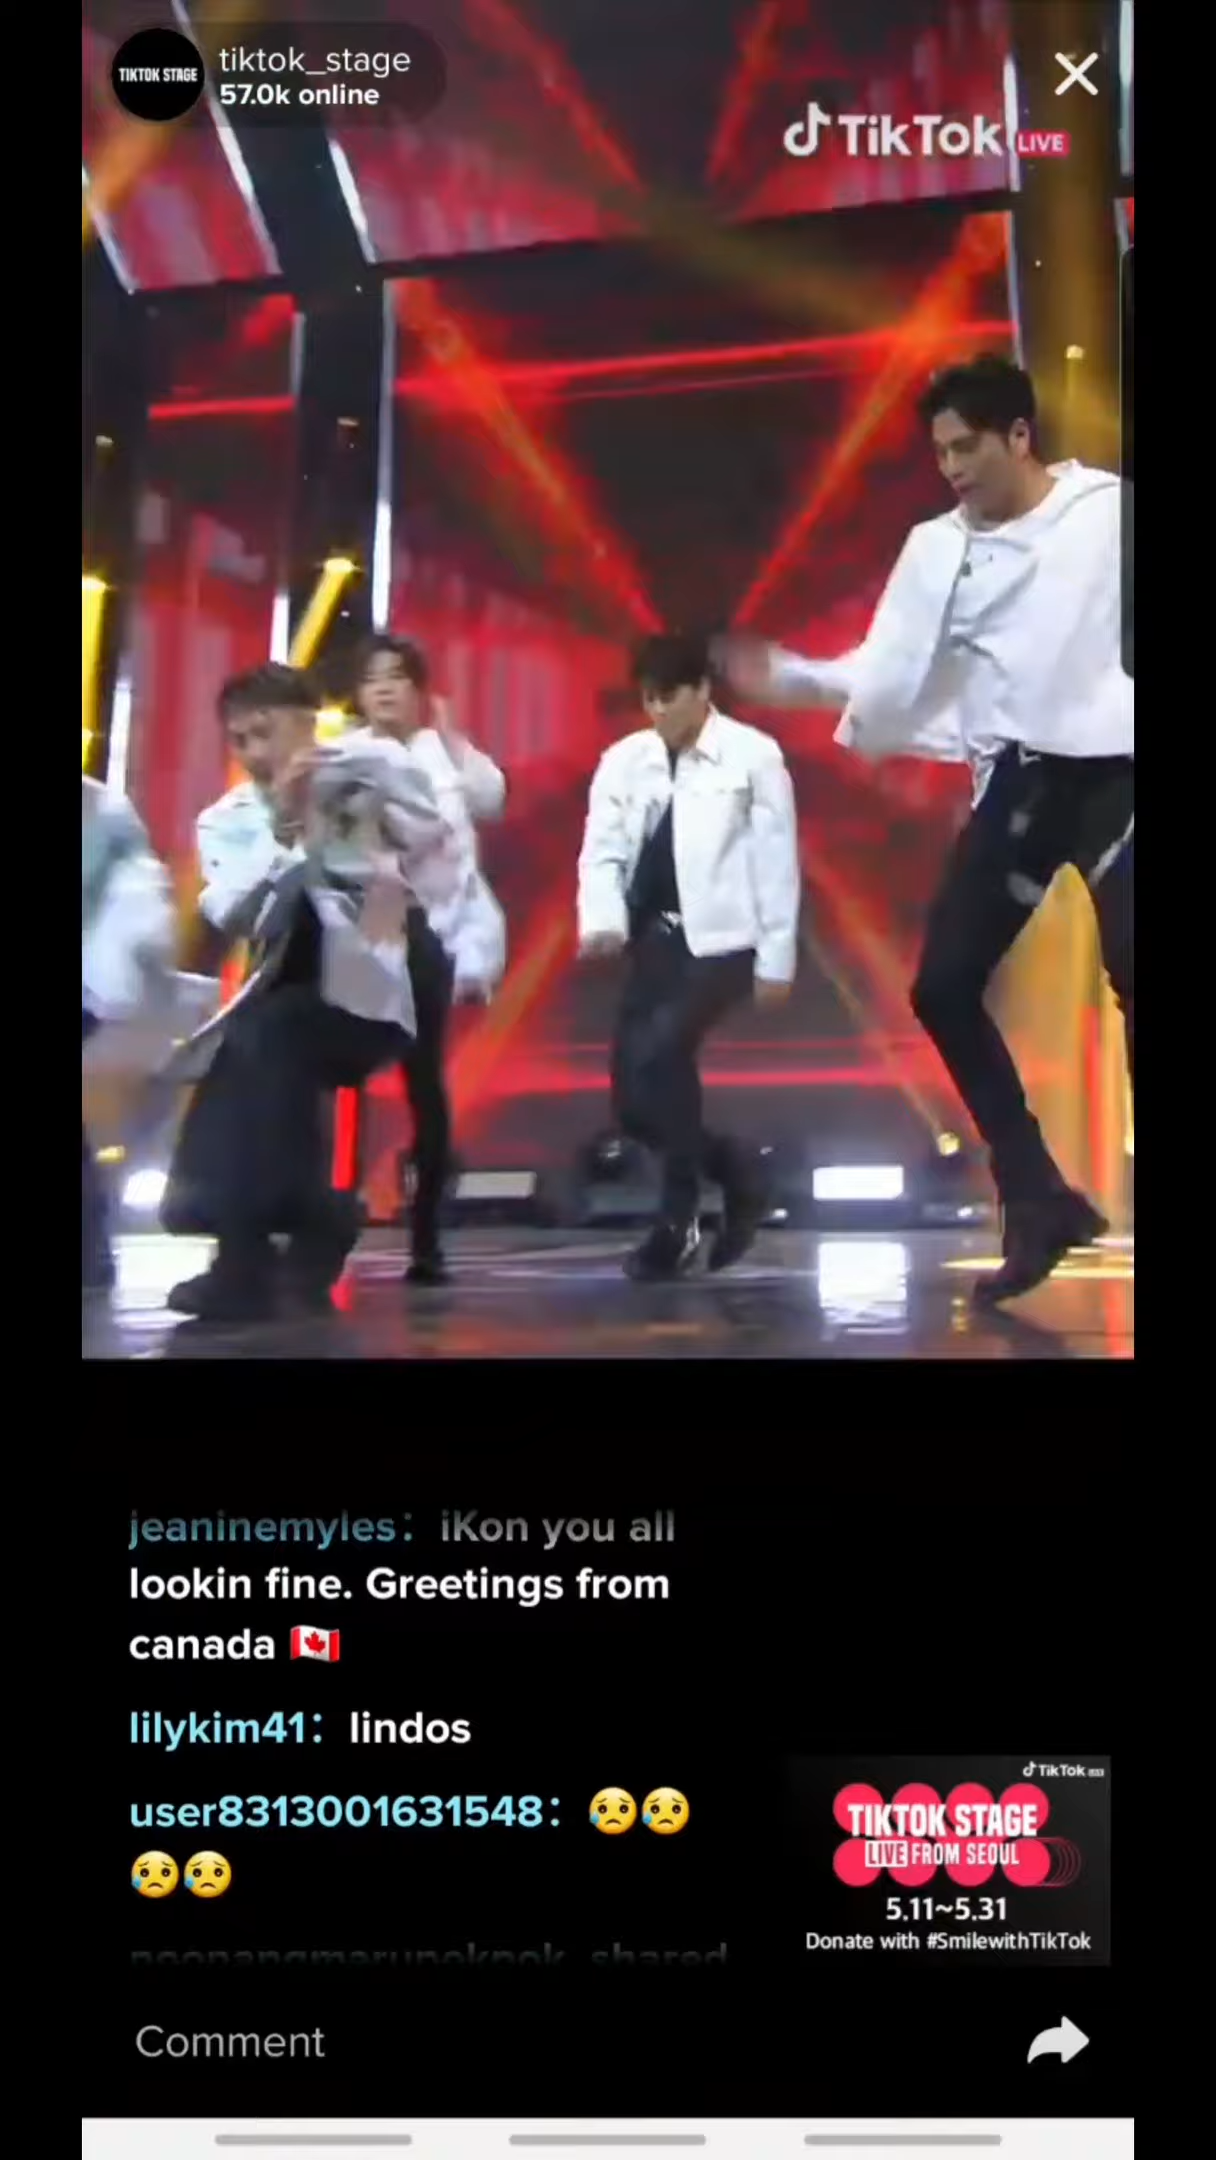 TIKTOK STAGE
tiktok_stage
57.0k online
TikTok LIVE
jeaninemyles: iKon you all
lookin fine. Greetings from
canada 🇨🇦
lilykim41: lindos
user8313001631548: 😥😥
😥😥
TikTok
TIKTOK STAGE
LIVE FROM SEOUL
5.11~5.31
Donate with #SmilewithTikTok
shared
Comment